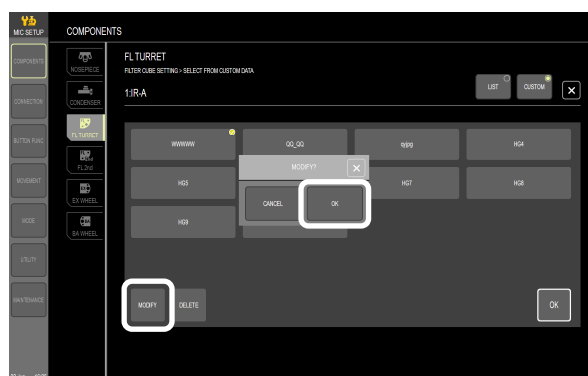 MIC SETUP
COMPONENTS
COMPONENTS
CONNECTION
BUTTON FUNC
MOVEMENT
MODE
UTILITY
MAINTENANCE
NOSEPIECE
CONDENSER
FL TURRET
FL 2nd
EX WHEEL
BA WHEEL
FL TURRET
FILTER CUBE SETTING > SELECT FROM CUSTOM DATA
1:IR-A
LIST
CUSTOM
WWWWWW
QQ_QQ
qyjpg
HG4
HG5
HG7
HG8
HG9
MODIFY?
CANCEL
OK
MODIFY
DELETE
OK